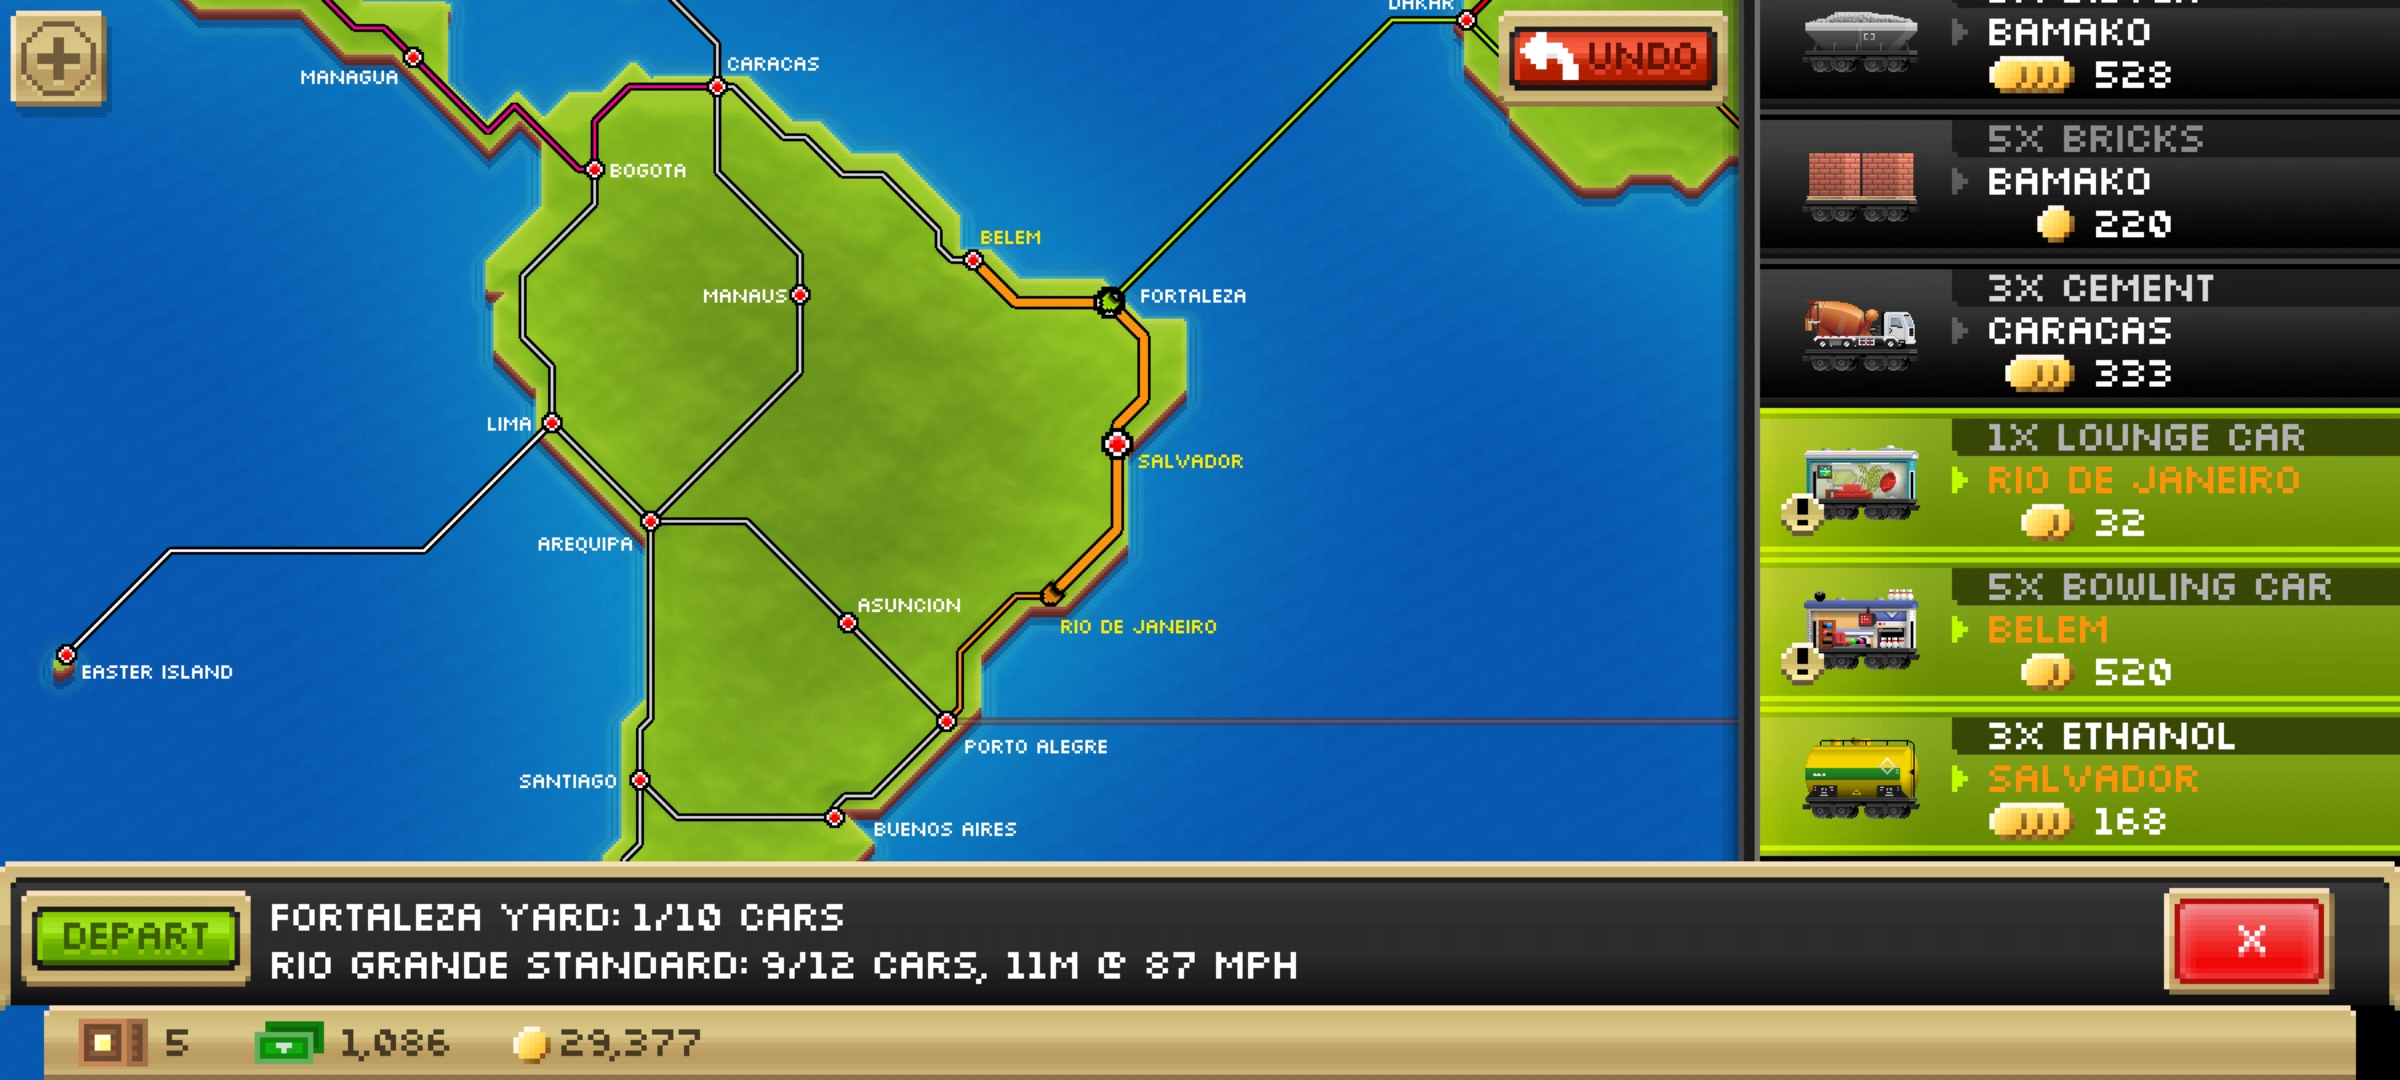 DAKAR
UNDO
MANAGUA
CARACAS
BOGOTA
BELEM
MANAUS
FORTALEZA
LIMA
SALVADOR
AREQUIPA
ASUNCION
RIO DE JANEIRO
EASTER ISLAND
PORTO ALEGRE
SANTIAGO
BUENOS AIRES
BAMAKO
528
5X BRICKS
BAMAKO
220
3X CEMENT
CARACAS
333
1X LOUNGE CAR
RIO DE JANEIRO
32
5X BOWLING CAR
BELEM
520
3X ETHANOL
SALVADOR
168
DEPART
FORTALEZA YARD: 1/10 CARS
RIO GRANDE STANDARD: 9/12 CARS, 11M @ 87 MPH
X
5
1,086
29,377